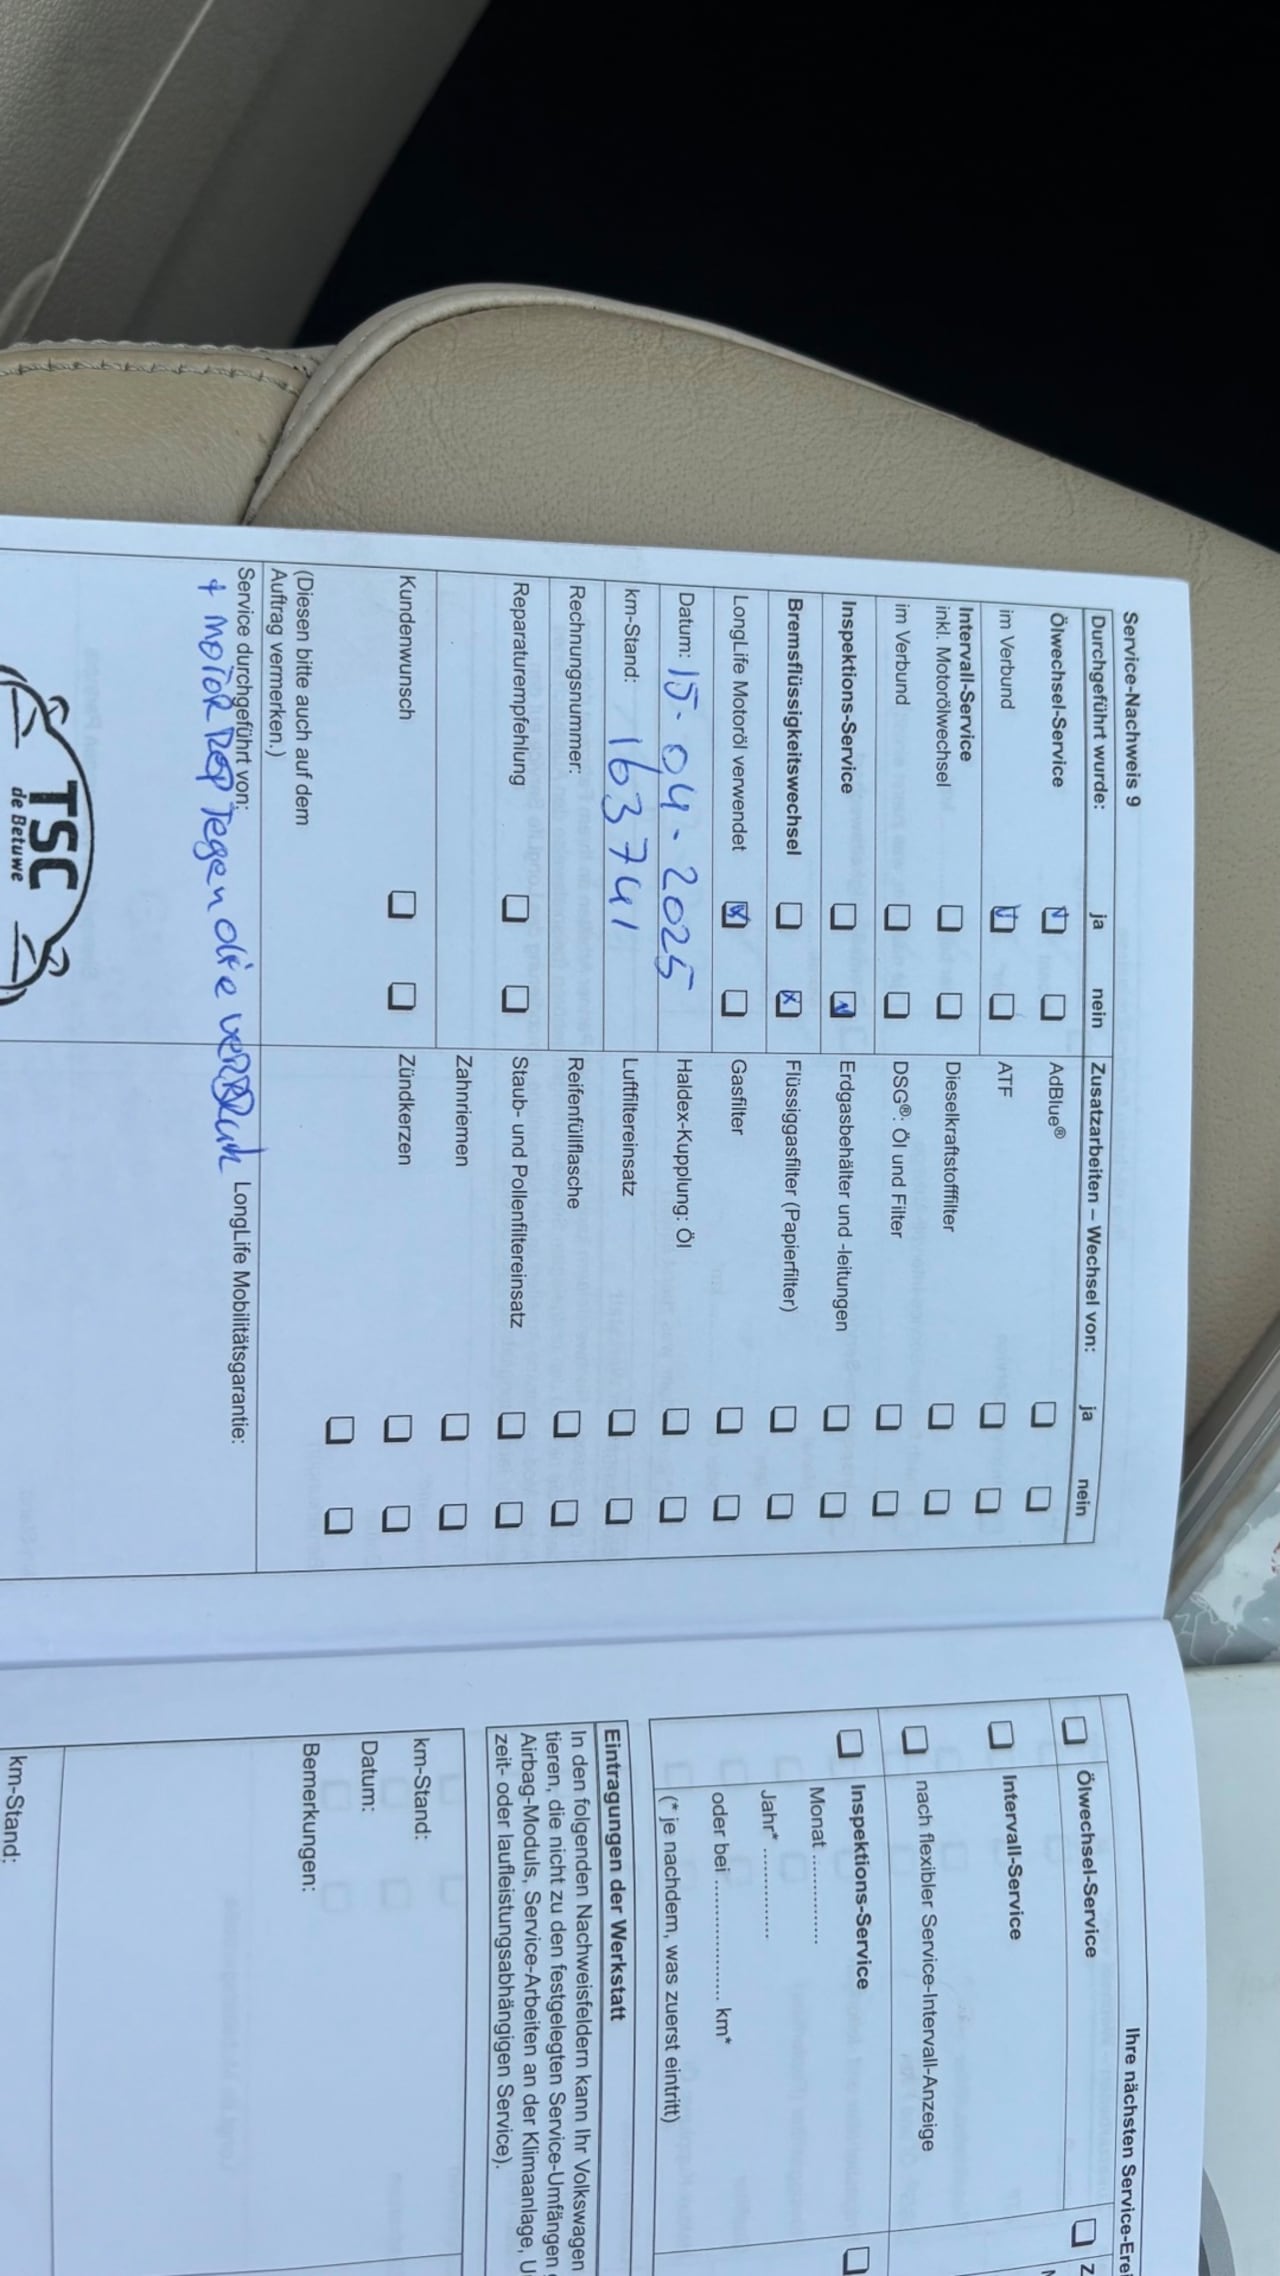 Service-Nachweis 9
Durchgeführt wurde: ja nein
Ölwechsel-Service
im Verbund
Intervall-Service
inkl. Motorölwechsel
im Verbund
Inspektions-Service
Bremsflüssigkeitswechsel
LongLife Motoröl verwendet
Datum: 15.04.2025
km-Stand: 163741
Rechnungsnummer:
Reparaturempfehlung
Kundenwunsch
(Diesen bitte auch auf dem
Auftrag vermerken.)
Service durchgeführt von:
+ MOTOR REP Tegen olie
TSC
de Betuwe
Zusatzarbeiten – Wechsel von: ja nein
AdBlue®
ATF
Dieselkraftstofffilter
DSG®: Öl und Filter
Erdgasbehälter und -leitungen
Flüssiggasfilter (Papierfilter)
Gasfilter
Haldex-Kupplung: Öl
Luftfiltereinsatz
Reifenfüllflasche
Staub- und Pollenfiltereinsatz
Zahnriemen
Zündkerzen
LongLife Mobilitätsgarantie:
Ihre nächsten Service-Erei
Ölwechsel-Service
Intervall-Service
nach flexibler Service-Intervall-Anzeige
Inspektions-Service
Monat .............
Jahr* .............
oder bei .................. km*
(* je nachdem, was zuerst eintritt)
Eintragungen der Werkstatt
In den folgenden Nachweisfeldern kann Ihr Volkswagen
tieren, die nicht zu den festgelegten Service-Umfängen
Airbag-Moduls, Service-Arbeiten an der Klimaanlage, U
zeit- oder laufleistungsabhängigen Service).
km-Stand:
Datum:
Bemerkungen:
km-Stand: